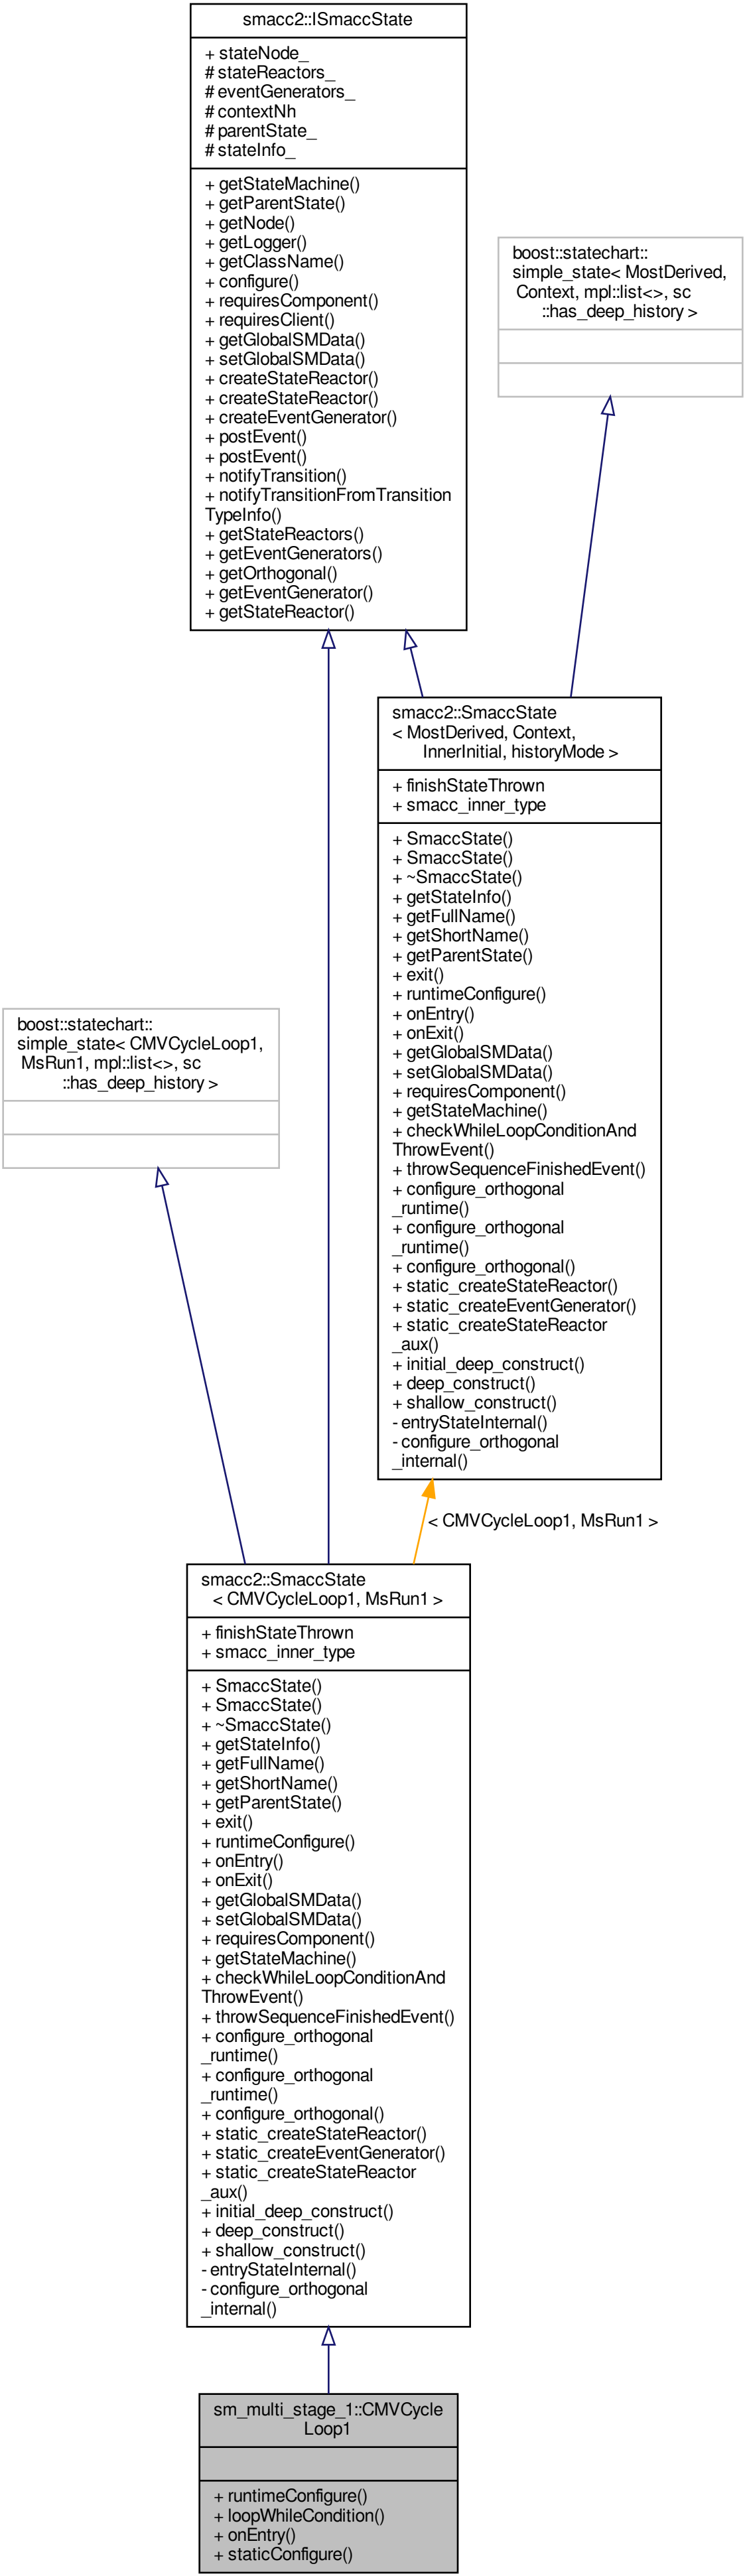 smacc2::ISmaccState
+ stateNode_
# stateReactors_
# eventGenerators_
# contextNh
# parentState_
# stateInfo_
+ getStateMachine()
+ getParentState()
+ getNode()
+ getLogger()
+ getClassName()
+ configure()
+ requiresComponent()
+ requiresClient()
+ getGlobalSMData()
+ setGlobalSMData()
+ createStateReactor()
+ createStateReactor()
+ createEventGenerator()
+ postEvent()
+ postEvent()
+ notifyTransition()
+ notifyTransitionFromTransition
TypeInfo()
+ getStateReactors()
+ getEventGenerators()
+ getOrthogonal()
+ getEventGenerator()
+ getStateReactor()
boost::statechart::
simple_state< MostDerived,
Context, mpl::list<>, sc
::has_deep_history >
smacc2::SmaccState
< MostDerived, Context,
InnerInitial, historyMode >
+ finishStateThrown
+ smacc_inner_type
+ SmaccState()
+ SmaccState()
+ ~SmaccState()
+ getStateInfo()
+ getFullName()
+ getShortName()
+ getParentState()
+ exit()
+ runtimeConfigure()
+ onEntry()
+ onExit()
+ getGlobalSMData()
+ setGlobalSMData()
+ requiresComponent()
+ getStateMachine()
+ checkWhileLoopConditionAnd
ThrowEvent()
+ throwSequenceFinishedEvent()
+ configure_orthogonal
_runtime()
+ configure_orthogonal
_runtime()
+ configure_orthogonal()
+ static_createStateReactor()
+ static_createEventGenerator()
+ static_createStateReactor
_aux()
+ initial_deep_construct()
+ deep_construct()
+ shallow_construct()
- entryStateInternal()
- configure_orthogonal
_internal()
boost::statechart::
simple_state< CMVCycleLoop1,
MsRun1, mpl::list<>, sc
::has_deep_history >
< CMVCycleLoop1, MsRun1 >
smacc2::SmaccState
< CMVCycleLoop1, MsRun1 >
+ finishStateThrown
+ smacc_inner_type
+ SmaccState()
+ SmaccState()
+ ~SmaccState()
+ getStateInfo()
+ getFullName()
+ getShortName()
+ getParentState()
+ exit()
+ runtimeConfigure()
+ onEntry()
+ onExit()
+ getGlobalSMData()
+ setGlobalSMData()
+ requiresComponent()
+ getStateMachine()
+ checkWhileLoopConditionAnd
ThrowEvent()
+ throwSequenceFinishedEvent()
+ configure_orthogonal
_runtime()
+ configure_orthogonal
_runtime()
+ configure_orthogonal()
+ static_createStateReactor()
+ static_createEventGenerator()
+ static_createStateReactor
_aux()
+ initial_deep_construct()
+ deep_construct()
+ shallow_construct()
- entryStateInternal()
- configure_orthogonal
_internal()
sm_multi_stage_1::CMVCycle
Loop1
+ runtimeConfigure()
+ loopWhileCondition()
+ onEntry()
+ staticConfigure()